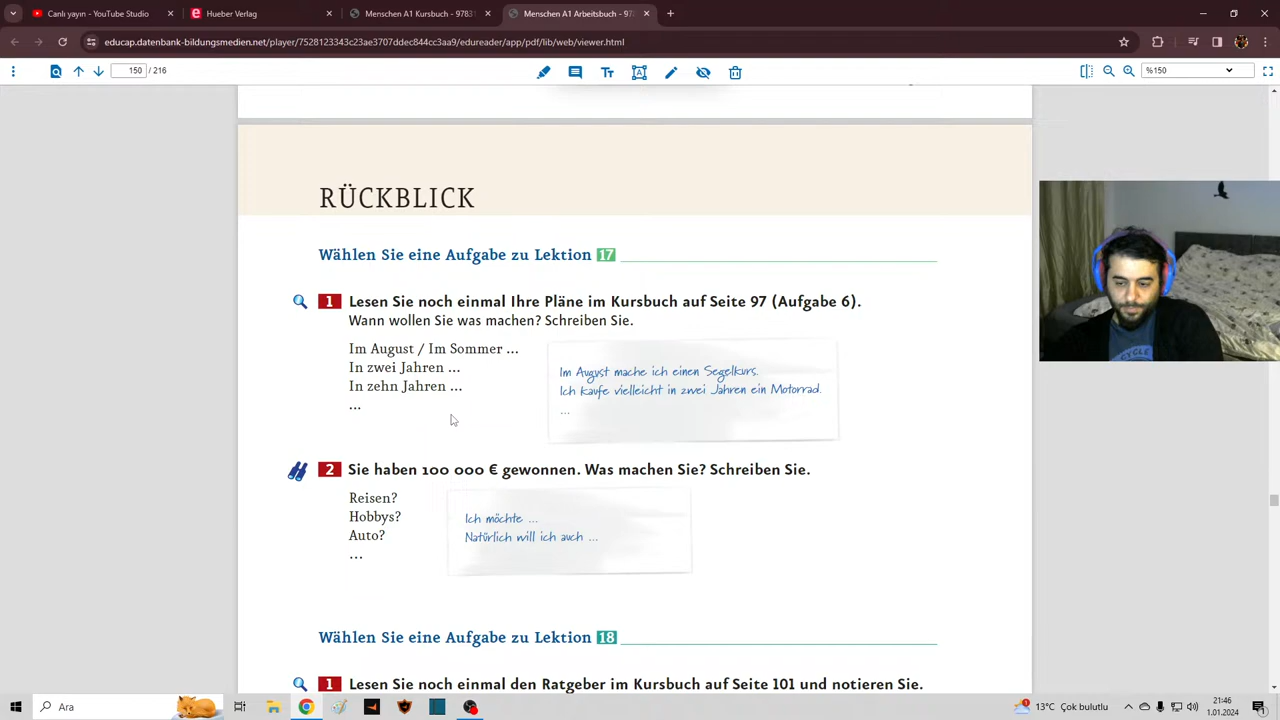 Canlı yayın - YouTube Studio
Hueber Verlag
Menschen A1 Kursbuch - 9783
Menschen A1 Arbeitsbuch - 97
educap.datenbank-bildungsmedien.net/player/7528123343c23ae3707ddec844cc3aa9/edureader/app/pdf/lib/web/viewer.html
150 / 216
%150
RÜCKBLICK
Wählen Sie eine Aufgabe zu Lektion 17
1 Lesen Sie noch einmal Ihre Pläne im Kursbuch auf Seite 97 (Aufgabe 6).
Wann wollen Sie was machen? Schreiben Sie.
Im August / Im Sommer ...
In zwei Jahren ...
In zehn Jahren ...
...
Im August mache ich einen Segelkurs.
Ich kaufe vielleicht in zwei Jahren ein Motorrad.
...
2 Sie haben 100 000 € gewonnen. Was machen Sie? Schreiben Sie.
Reisen?
Hobbys?
Auto?
...
Ich möchte ...
Natürlich will ich auch ...
Wählen Sie eine Aufgabe zu Lektion 18
1 Lesen Sie noch einmal den Ratgeber im Kursbuch auf Seite 101 und notieren Sie.
CYCLE
Ara
13°C Çok bulutlu
21:46
1.01.2024